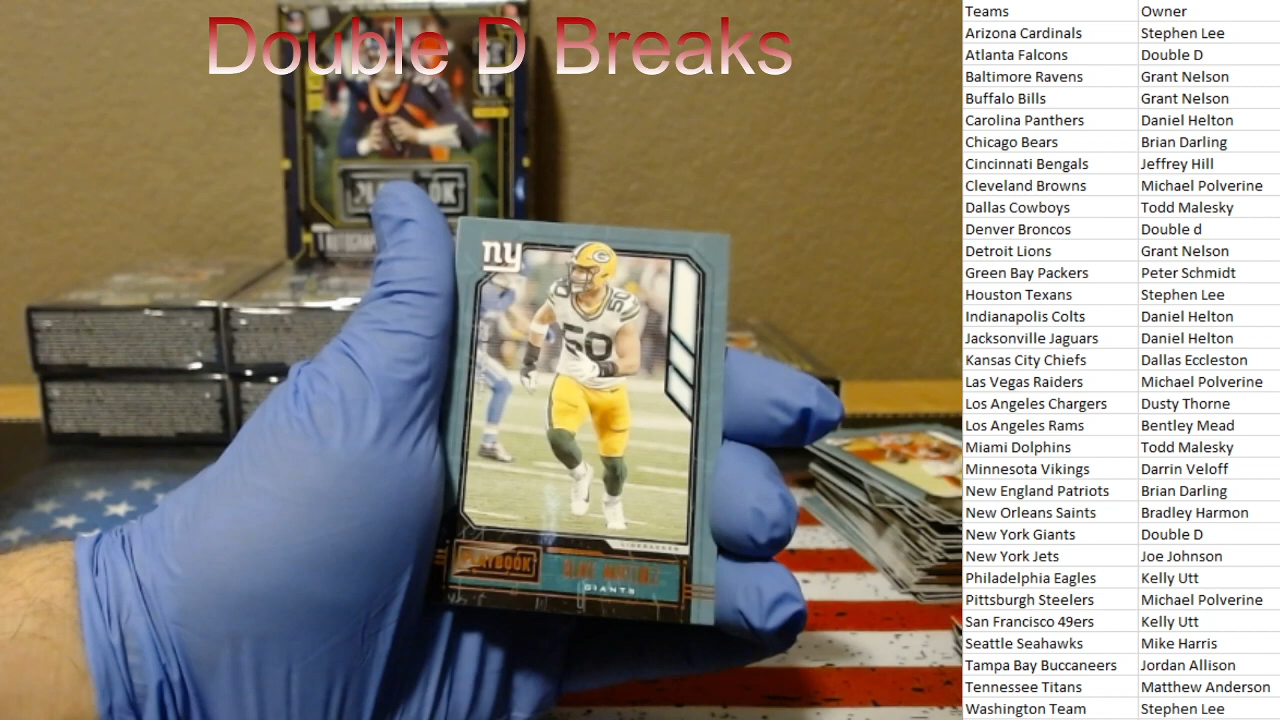 Double D Breaks
PLAYBOOK
ny
50
50
G
LINEBACKER
PLAYBOOK
BLAKE MARTINEZ
GIANTS
Teams Owner
Arizona Cardinals Stephen Lee
Atlanta Falcons Double D
Baltimore Ravens Grant Nelson
Buffalo Bills Grant Nelson
Carolina Panthers Daniel Helton
Chicago Bears Brian Darling
Cincinnati Bengals Jeffrey Hill
Cleveland Browns Michael Polverine
Dallas Cowboys Todd Malesky
Denver Broncos Double d
Detroit Lions Grant Nelson
Green Bay Packers Peter Schmidt
Houston Texans Stephen Lee
Indianapolis Colts Daniel Helton
Jacksonville Jaguars Daniel Helton
Kansas City Chiefs Dallas Eccleston
Las Vegas Raiders Michael Polverine
Los Angeles Chargers Dusty Thorne
Los Angeles Rams Bentley Mead
Miami Dolphins Todd Malesky
Minnesota Vikings Darrin Veloff
New England Patriots Brian Darling
New Orleans Saints Bradley Harmon
New York Giants Double D
New York Jets Joe Johnson
Philadelphia Eagles Kelly Utt
Pittsburgh Steelers Michael Polverine
San Francisco 49ers Kelly Utt
Seattle Seahawks Mike Harris
Tampa Bay Buccaneers Jordan Allison
Tennessee Titans Matthew Anderson
Washington Team Stephen Lee